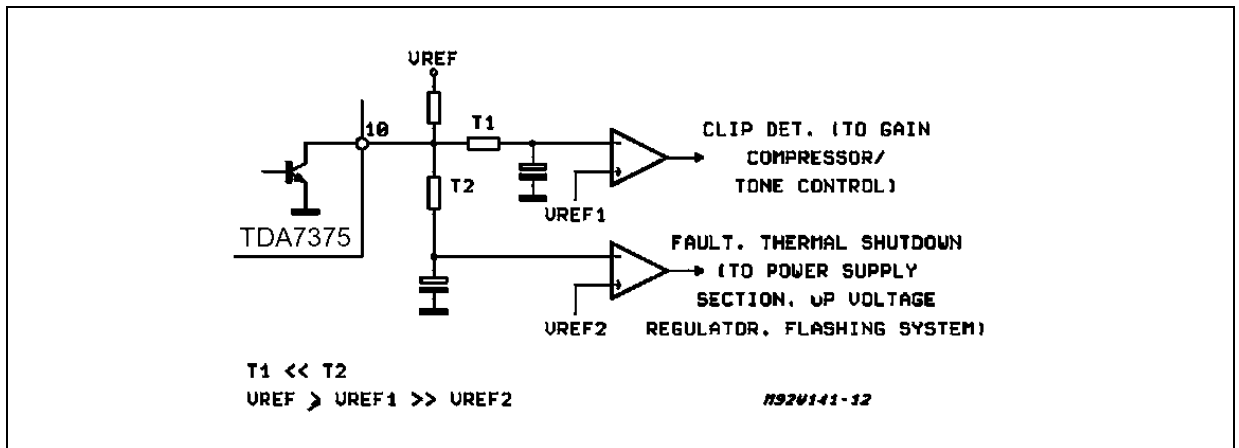 VREF
10
T1
CLIP DET. (TO GAIN
COMPRESSOR/
TONE CONTROL)
T2
VREF1
TDA7375
FAULT. THERMAL SHUTDOWN
(TO POWER SUPPLY
SECTION. uP VOLTAGE
REGULATOR. FLASHING SYSTEM)
VREF2
T1 << T2
VREF > VREF1 >> VREF2
M92V141-12